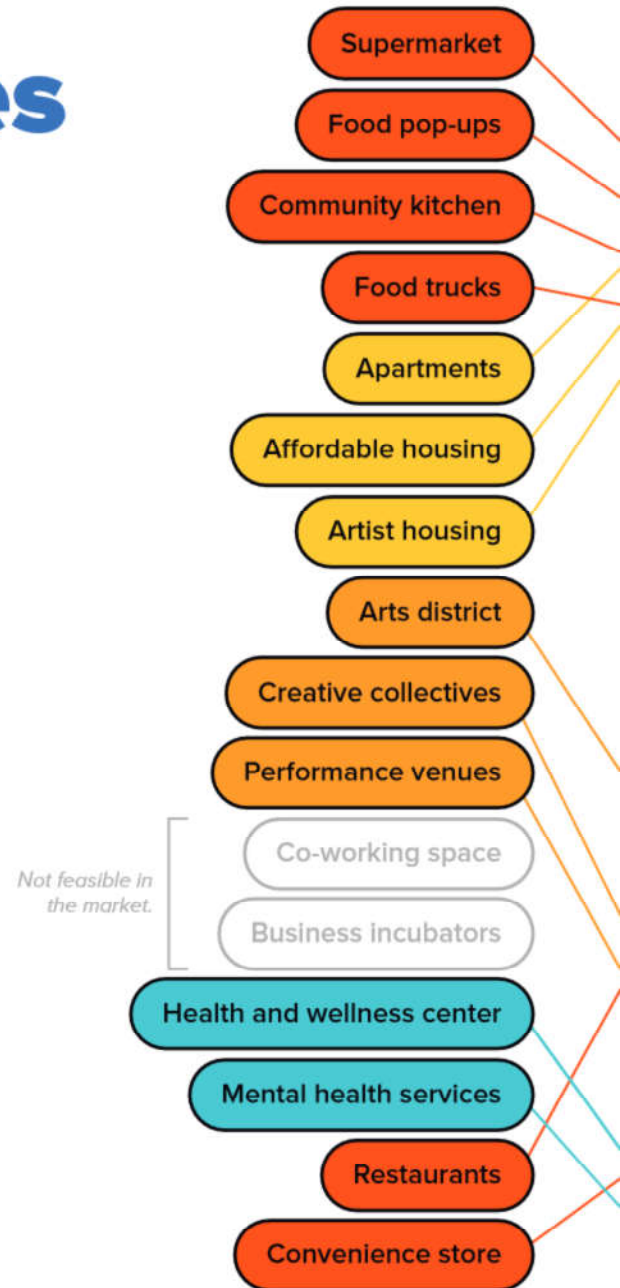 es
Supermarket
Food pop-ups
Community kitchen
Food trucks
Apartments
Affordable housing
Artist housing
Arts district
Creative collectives
Performance venues
Co-working space
Not feasible in
the market.
Business incubators
Health and wellness center
Mental health services
Restaurants
Convenience store